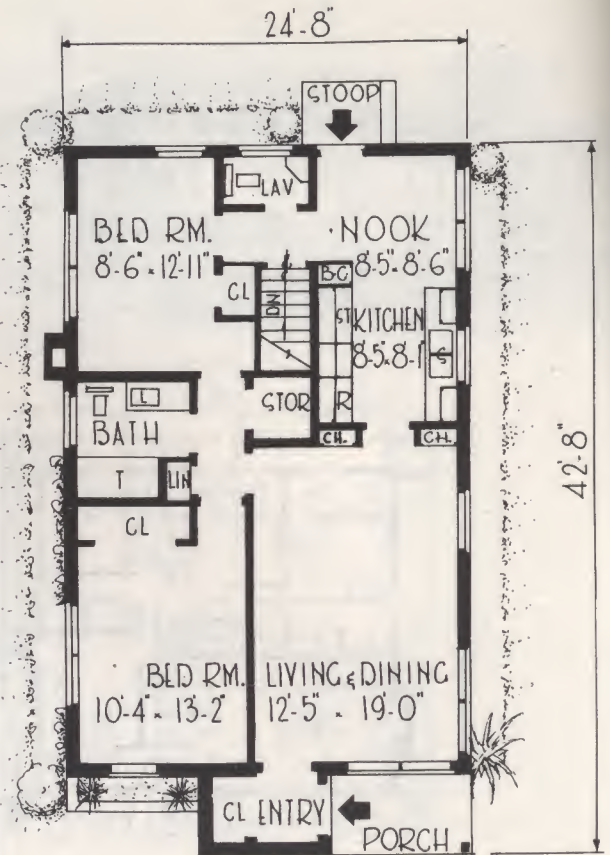 24'-8"
STOOP
LAV
BED RM.
8'-6" x 12'-11"
NOOK
8'-5" 8'-6"
CL
DN
B-C
ST
KITCHEN
8'-5" x 8'-1"
S
STOR
R
L
BATH
CH.
CH.
T
LIN
CL
42'-8"
BED RM.
10'-4" x 13'-2"
LIVING & DINING
12'-5" x 19'-0"
CL
ENTRY
PORCH